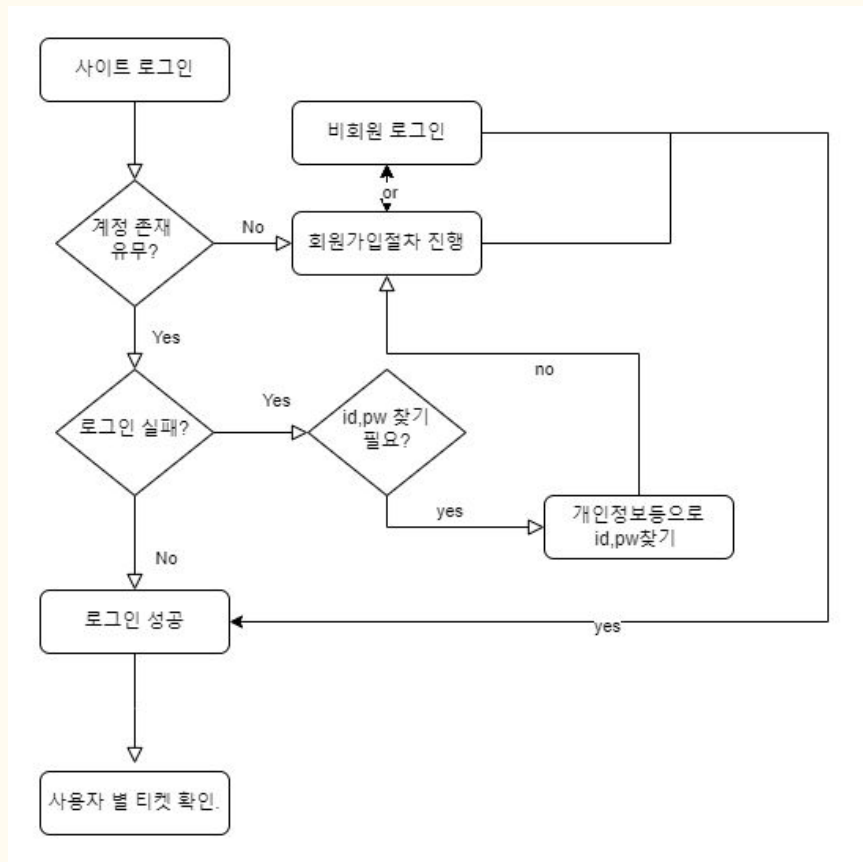 사이트 로그인
비회원 로그인
or
계정 존재
유무?
No
회원가입절차 진행
Yes
no
로그인 실패?
Yes
id,pw 찾기
필요?
yes
개인정보등으로
id,pw찾기
No
로그인 성공
yes
사용자 별 티켓 확인.